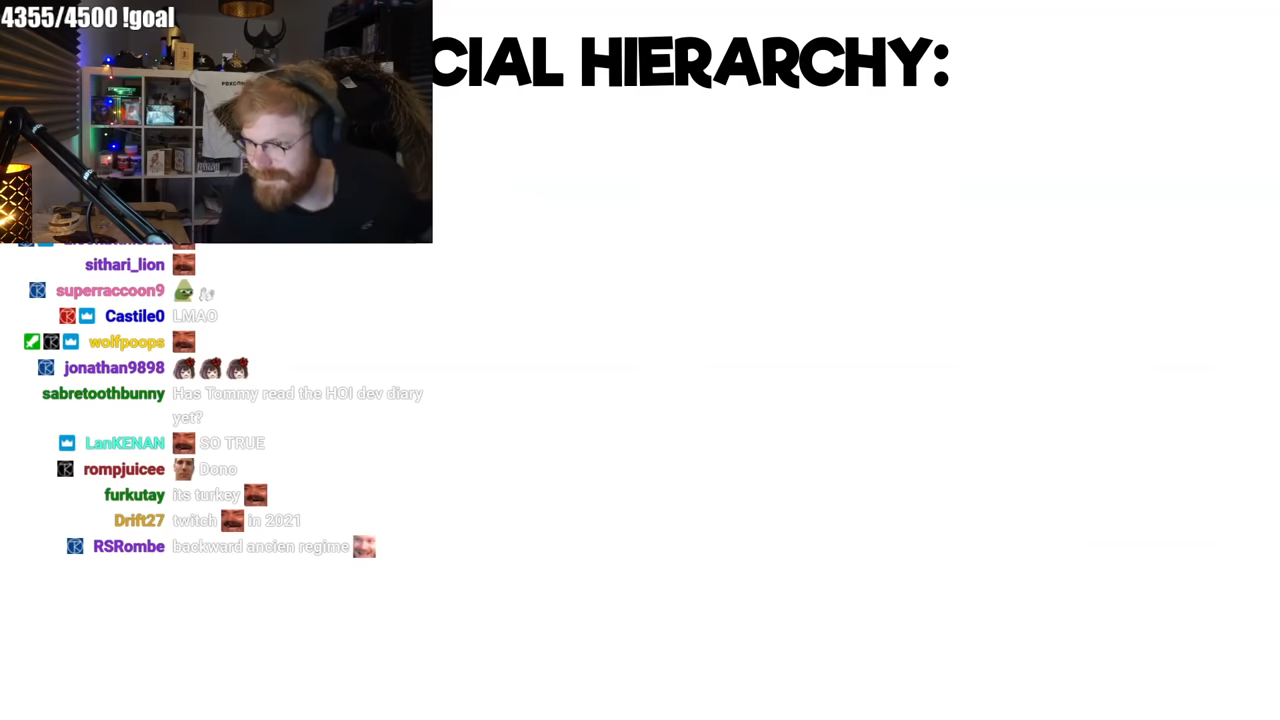 4355/4500 !goal
CIAL HIERARCHY:
PDXCON
sithari_lion
superraccoon9
Castile0 LMAO
wolfpoops
jonathan9898
sabretoothbunny Has Tommy read the HOI dev diary
yet?
LanKENAN SO TRUE
rompjuicee Dono
furkutay its turkey
Drift27 twitch in 2021
RSRombe backward ancien regime